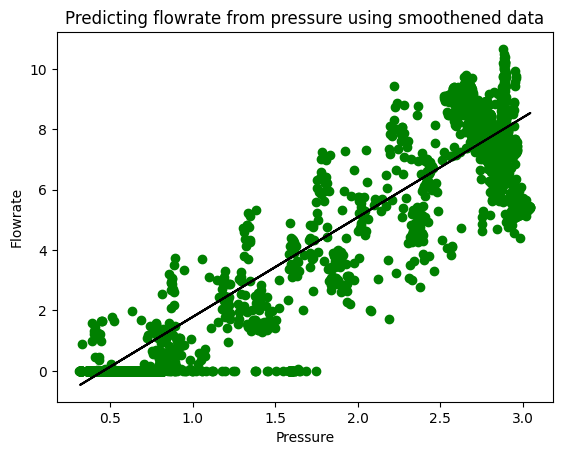 Predicting flowrate from pressure using smoothened data
10
8
6
4
2
0
Flowrate
0.5 1.0 1.5 2.0 2.5 3.0
Pressure